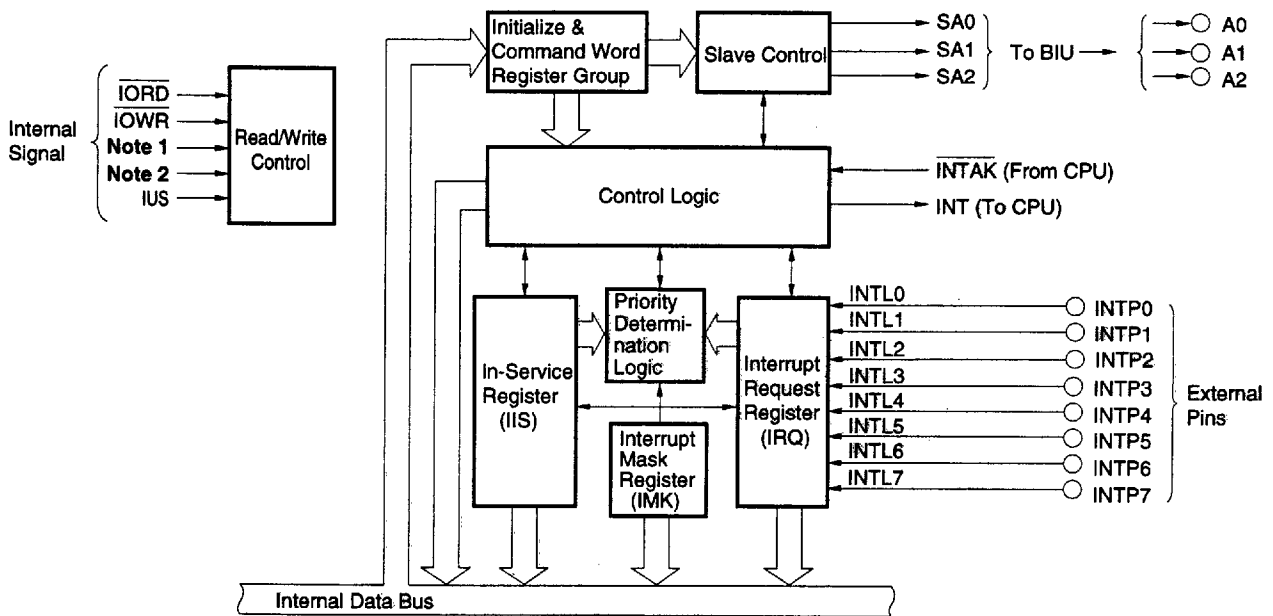 Initialize &
Command Word
Register Group
Slave Control
SA0
SA1
SA2
To BIU
A0
A1
A2
Internal
Signal
IORD
IOWR
Note 1
Note 2
IUS
Read/Write
Control
Control Logic
INTAK (From CPU)
INT (To CPU)
In-Service
Register
(IIS)
Priority
Determi-
nation
Logic
Interrupt
Mask
Register
(IMK)
Interrupt
Request
Register
(IRQ)
INTL0
INTL1
INTL2
INTL3
INTL4
INTL5
INTL6
INTL7
INTP0
INTP1
INTP2
INTP3
INTP4
INTP5
INTP6
INTP7
External
Pins
Internal Data Bus